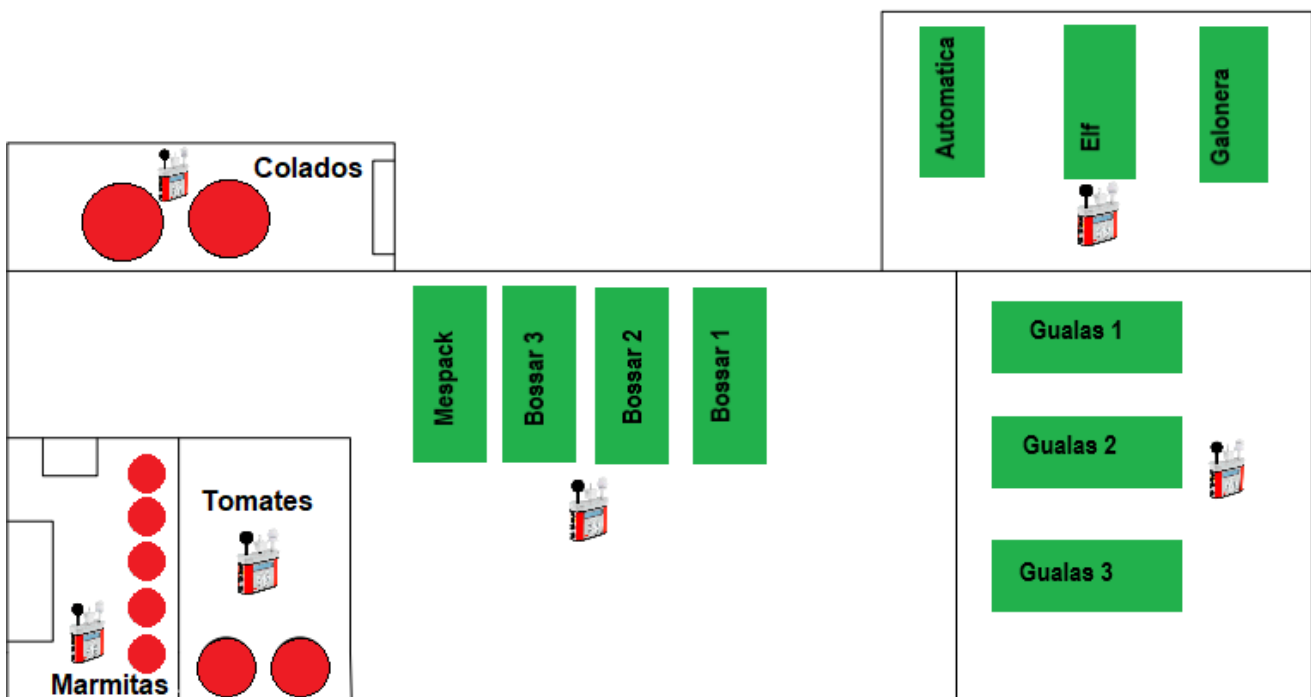 Automatica
Elf
Galonera
Colados
Mespack
Bossar 3
Bossar 2
Bossar 1
Gualas 1
Gualas 2
Gualas 3
Tomates
Marmitas